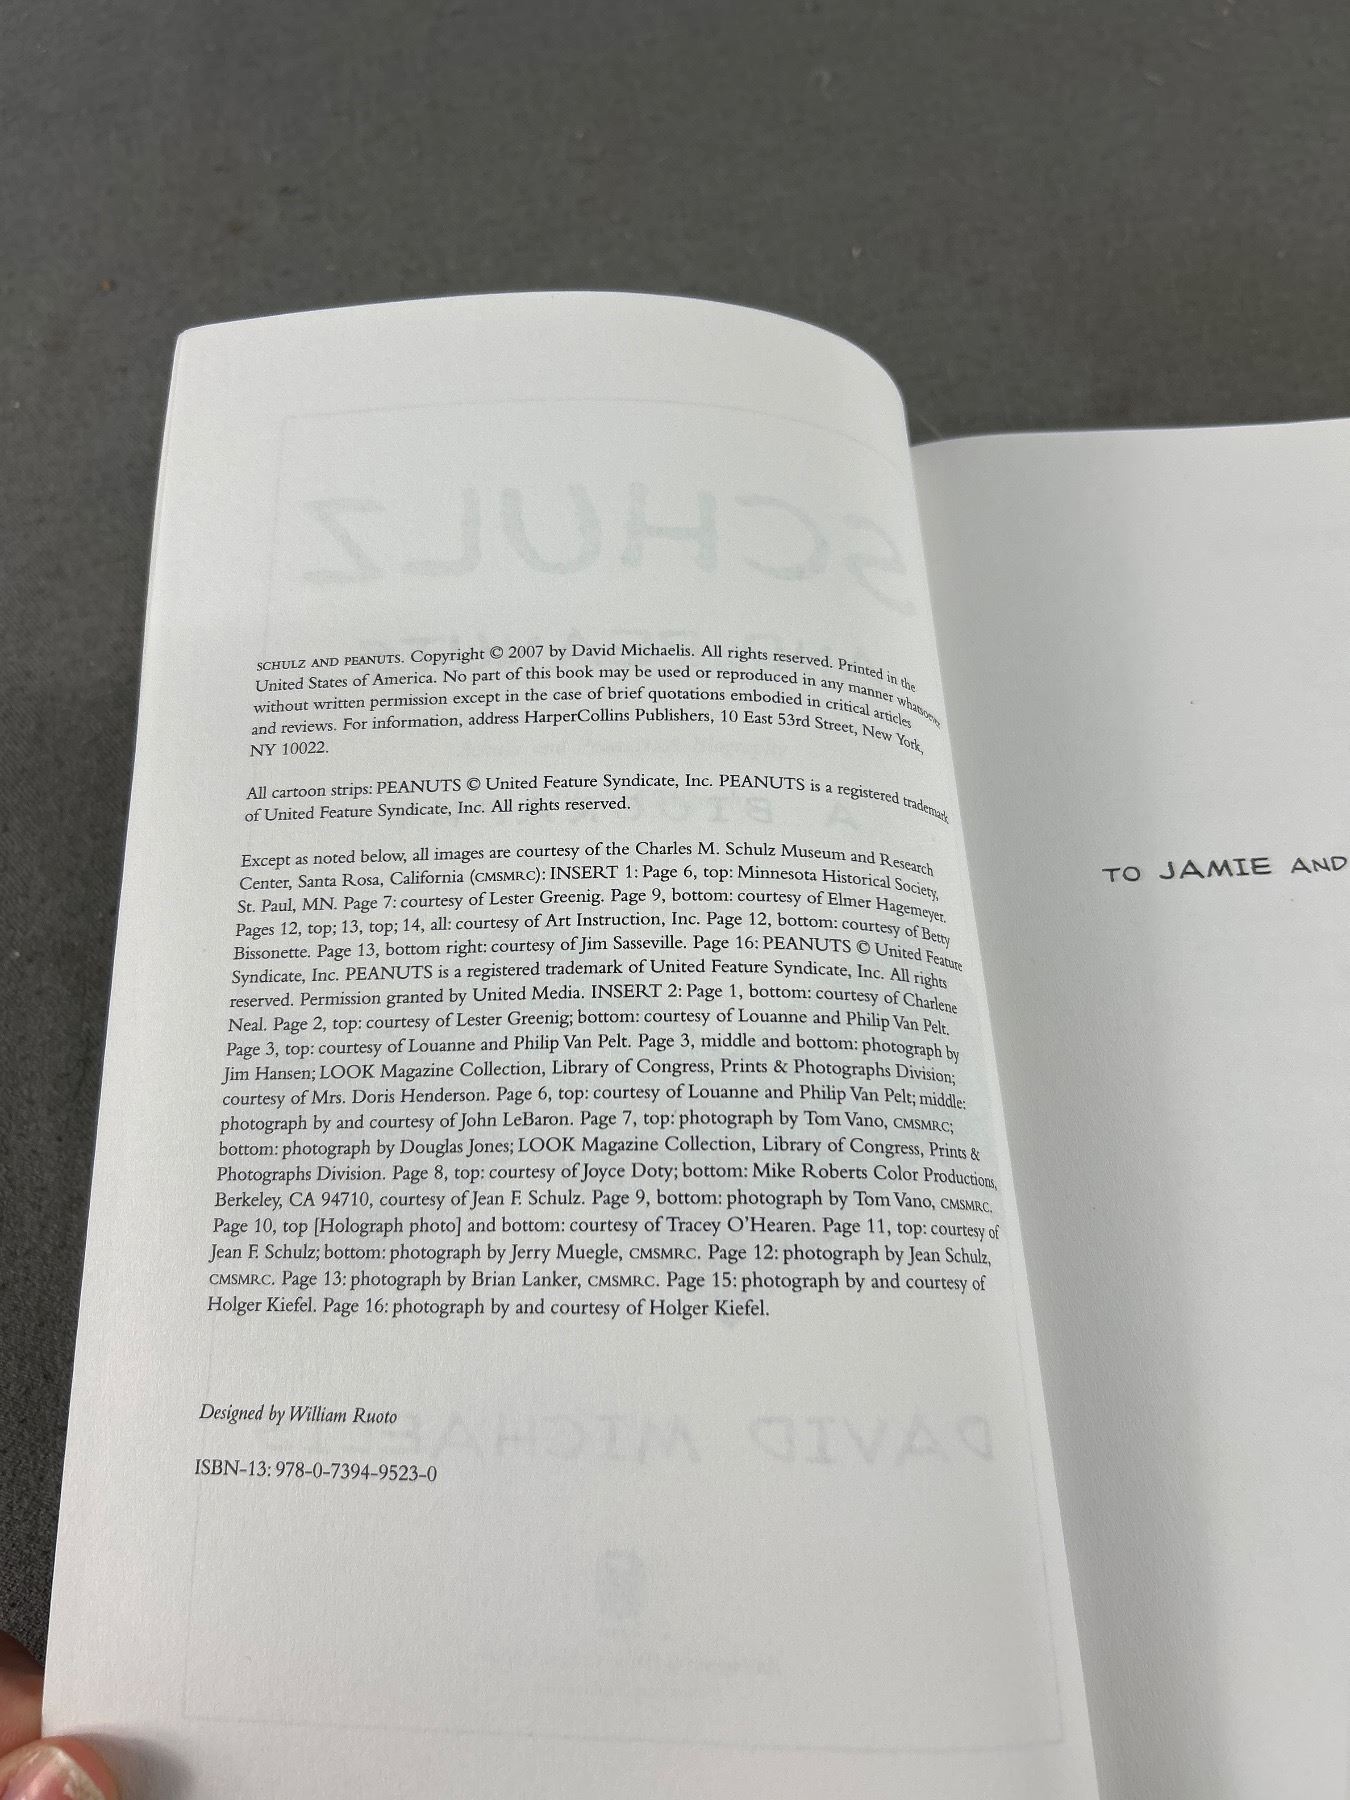 SCHULZ AND PEANUTS. Copyright © 2007 by David Michaelis. All rights reserved. Printed in the
United States of America. No part of this book may be used or reproduced in any manner whatsoever
without written permission except in the case of brief quotations embodied in critical articles
and reviews. For information, address HarperCollins Publishers, 10 East 53rd Street, New York,
NY 10022.
All cartoon strips: PEANUTS © United Feature Syndicate, Inc. PEANUTS is a registered trademark
of United Feature Syndicate, Inc. All rights reserved.
Except as noted below, all images are courtesy of the Charles M. Schulz Museum and Research
Center, Santa Rosa, California (CMSMRC): INSERT 1: Page 6, top: Minnesota Historical Society,
St. Paul, MN. Page 7: courtesy of Lester Greenig. Page 9, bottom: courtesy of Elmer Hagemeyer.
Pages 12, top; 13, top; 14, all: courtesy of Art Instruction, Inc. Page 12, bottom: courtesy of Betty
Bissonette. Page 13, bottom right: courtesy of Jim Sasseville. Page 16: PEANUTS © United Feature
Syndicate, Inc. PEANUTS is a registered trademark of United Feature Syndicate, Inc. All rights
reserved. Permission granted by United Media. INSERT 2: Page 1, bottom: courtesy of Charlene
Neal. Page 2, top: courtesy of Lester Greenig; bottom: courtesy of Louanne and Philip Van Pelt.
Page 3, top: courtesy of Louanne and Philip Van Pelt. Page 3, middle and bottom: photograph by
Jim Hansen; LOOK Magazine Collection, Library of Congress, Prints & Photographs Division;
courtesy of Mrs. Doris Henderson. Page 6, top: courtesy of Louanne and Philip Van Pelt; middle:
photograph by and courtesy of John LeBaron. Page 7, top: photograph by Tom Vano, CMSMRC;
bottom: photograph by Douglas Jones; LOOK Magazine Collection, Library of Congress, Prints &
Photographs Division. Page 8, top: courtesy of Joyce Doty; bottom: Mike Roberts Color Productions,
Berkeley, CA 94710, courtesy of Jean F. Schulz. Page 9, bottom: photograph by Tom Vano, CMSMRC.
Page 10, top [Holograph photo] and bottom: courtesy of Tracey O'Hearen. Page 11, top: courtesy of
Jean F. Schulz; bottom: photograph by Jerry Muegle, CMSMRC. Page 12: photograph by Jean Schulz,
CMSMRC. Page 13: photograph by Brian Lanker, CMSMRC. Page 15: photograph by and courtesy of
Holger Kiefel. Page 16: photograph by and courtesy of Holger Kiefel.
Designed by William Ruoto
ISBN-13: 978-0-7394-9523-0
TO JAMIE AND